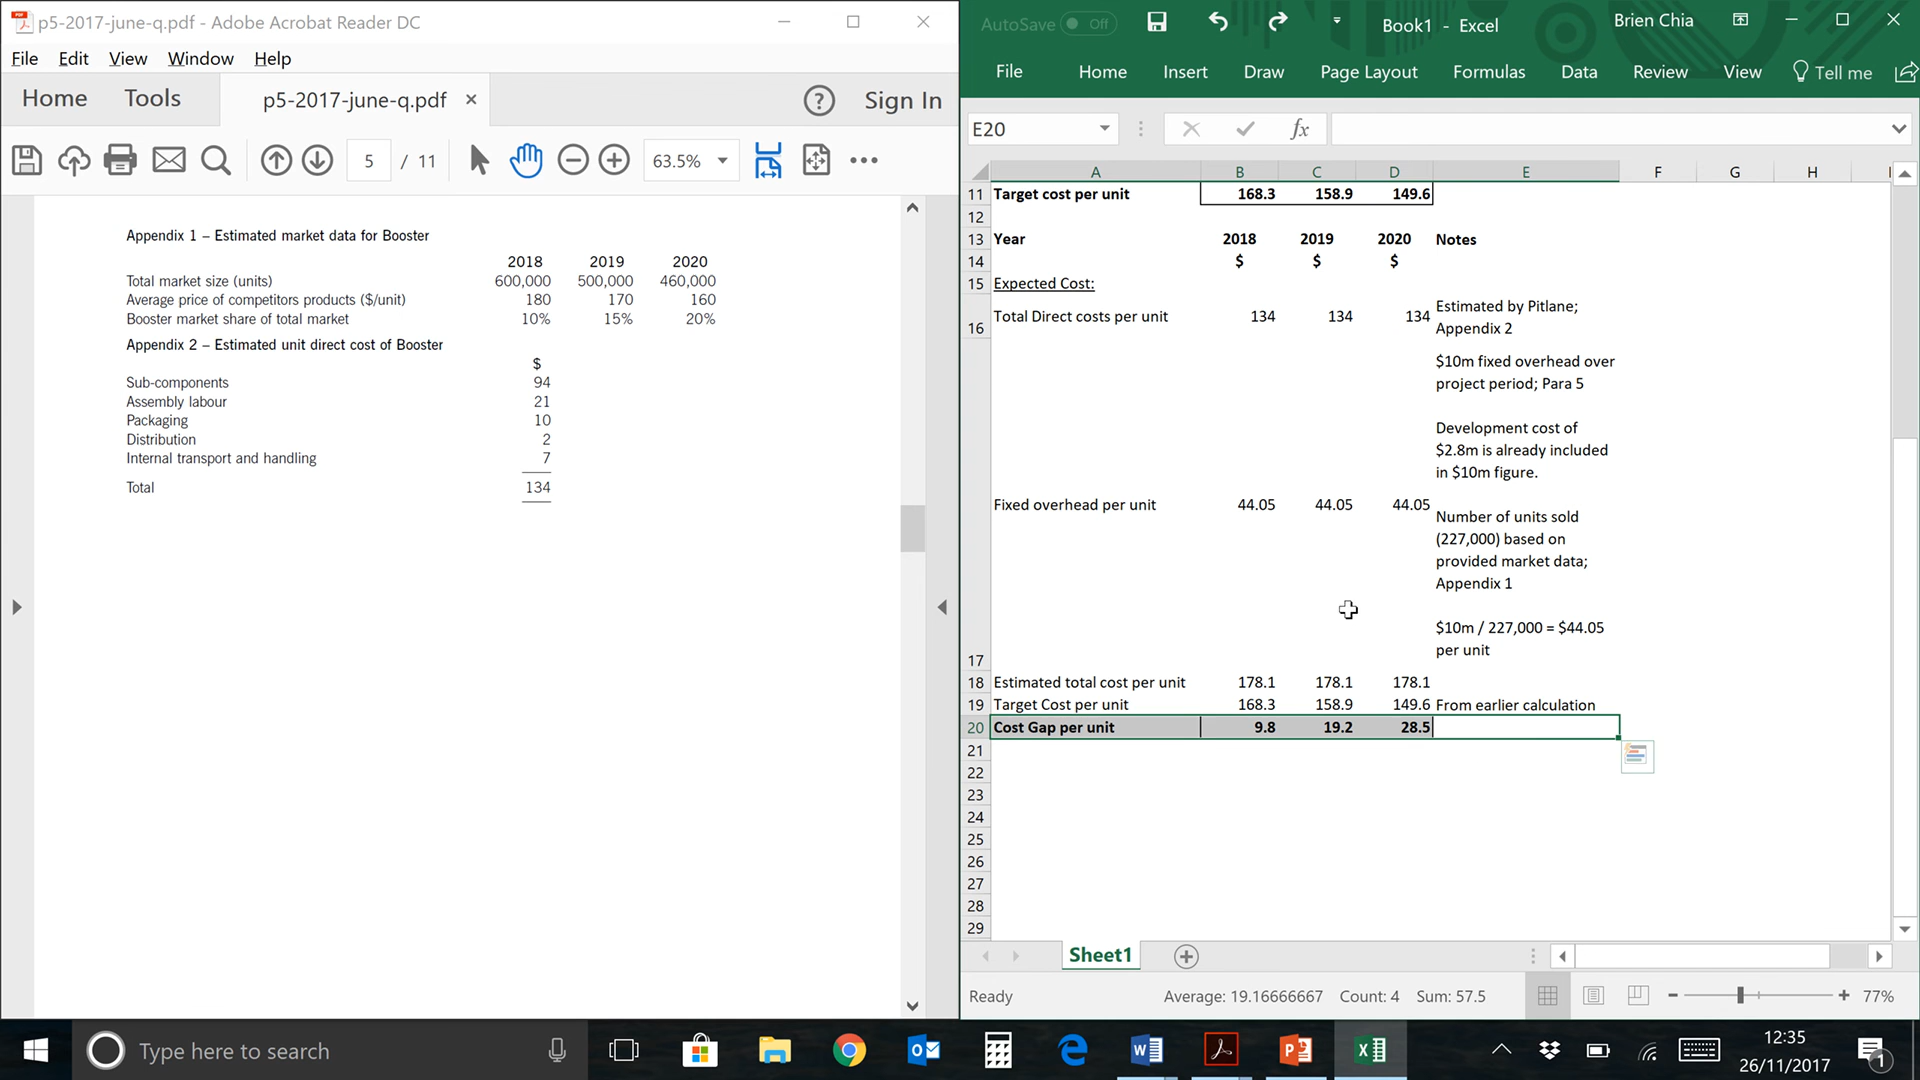 p5-2017-june-q.pdf - Adobe Acrobat Reader DC
File Edit View Window Help
Home Tools p5-2017-june-q.pdf × ? Sign In
5 / 11 63.5%
Appendix 1 – Estimated market data for Booster
2018 2019 2020
Total market size (units) 600,000 500,000 460,000
Average price of competitors products ($/unit) 180 170 160
Booster market share of total market 10% 15% 20%
Appendix 2 – Estimated unit direct cost of Booster
$
Sub-components 94
Assembly labour 21
Packaging 10
Distribution 2
Internal transport and handling 7
Total 134
AutoSave Off Book1 - Excel Brien Chia
File Home Insert Draw Page Layout Formulas Data Review View Tell me
E20 fx
A B C D E F G H I
11 Target cost per unit 168.3 158.9 149.6
12
13 Year 2018 2019 2020 Notes
14 $ $ $
15 Expected Cost:
16 Total Direct costs per unit 134 134 134 Estimated by Pitlane;
Appendix 2
$10m fixed overhead over
project period; Para 5
Development cost of
$2.8m is already included
in $10m figure.
Fixed overhead per unit 44.05 44.05 44.05
Number of units sold
(227,000) based on
provided market data;
Appendix 1
$10m / 227,000 = $44.05
per unit
17
18 Estimated total cost per unit 178.1 178.1 178.1
19 Target Cost per unit 168.3 158.9 149.6 From earlier calculation
20 Cost Gap per unit 9.8 19.2 28.5
21
22
23
24
25
26
27
28
29
Sheet1
Ready Average: 19.16666667 Count: 4 Sum: 57.5 77%
Type here to search
12:35
26/11/2017
1